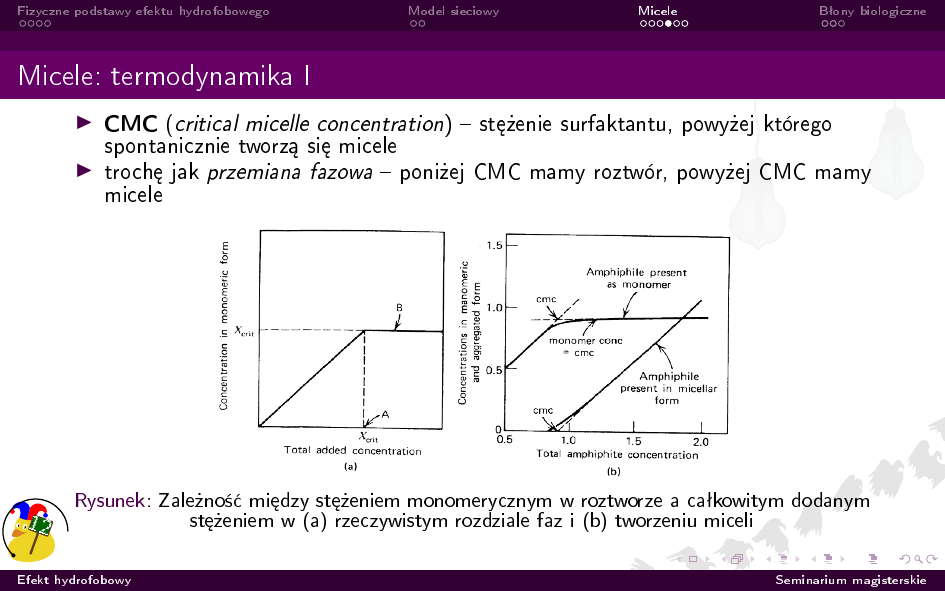 Fizyczne podstawy efektu hydrofobowego Model sieciowy Micele Błony biologiczne
Micele: termodynamika I
CMC (critical micelle concentration) – stężenie surfaktantu, powyżej którego
spontanicznie tworzą się micele
trochę jak przemiana fazowa – poniżej CMC mamy roztwór, powyżej CMC mamy
micele
Concentration in monomeric form
Xcrit
B
A
Xcrit
Total added concentration
(a)
Concentrations in manomeric
and aggregated form
1.5
1.0
0.5
0
Amphiphile present
as monomer
cmc
monomer conc
= cmc
Amphiphile
present in micellar
form
cmc
0.5 1.0 1.5 2.0
Total amphiphite concentration
(b)
Rysunek: Zależność między stężeniem monomerycznym w roztworze a całkowitym dodanym
stężeniem w (a) rzeczywistym rozdziale faz i (b) tworzeniu miceli
Efekt hydrofobowy Seminarium magisterskie